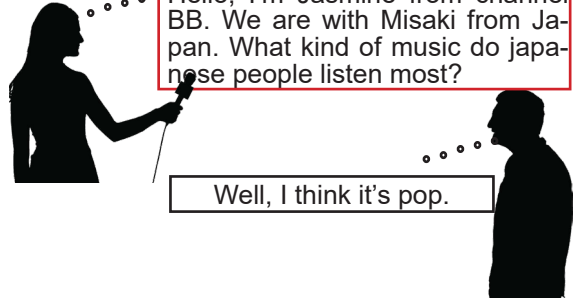 Hello, I'm Jasmine from channel
BB. We are with Misaki from Ja-
pan. What kind of music do japa-
nese people listen most?
Well, I think it's pop.